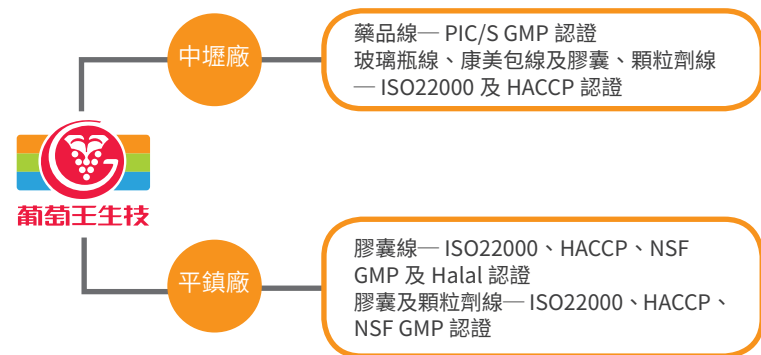 中壢廠
藥品線─ PIC/S GMP 認證
玻璃瓶線、康美包線及膠囊、顆粒劑線
─ ISO22000 及 HACCP 認證
葡萄王生技
平鎮廠
膠囊線─ ISO22000、HACCP、NSF
GMP 及 Halal 認證
膠囊及顆粒劑線─ ISO22000、HACCP、
NSF GMP 認證